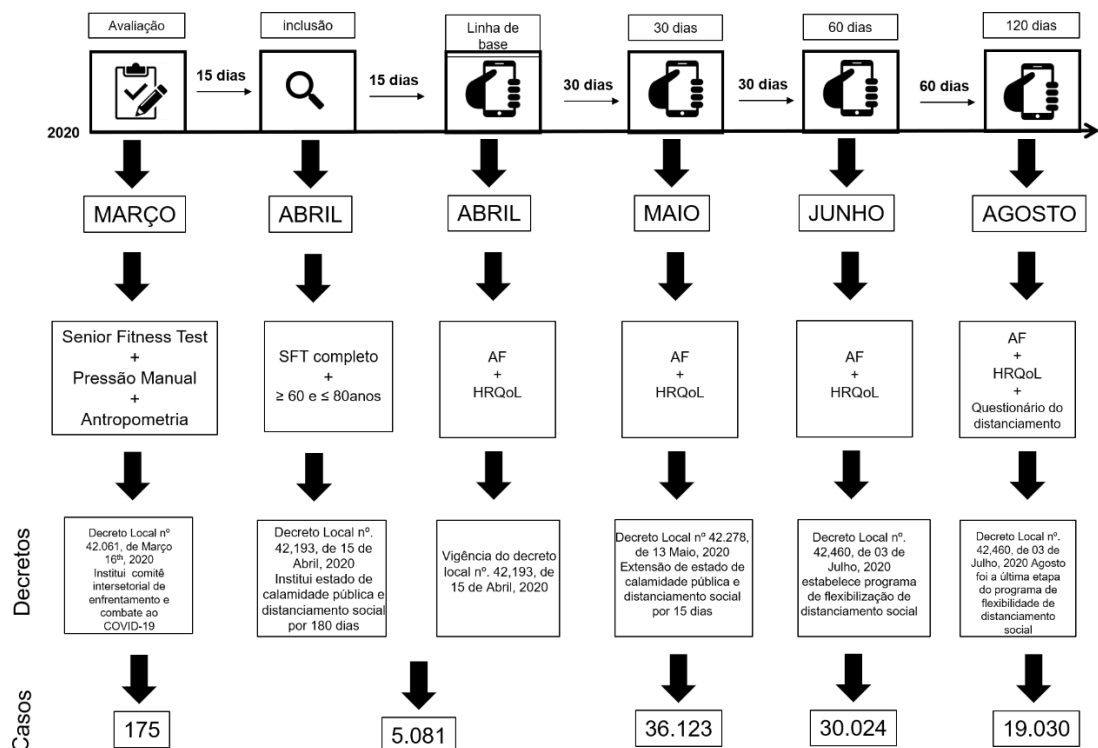 Avaliação
inclusão
Linha de
base
30 dias
60 dias
120 dias
15 dias
15 dias
30 dias
30 dias
60 dias
2020
MARÇO
ABRIL
ABRIL
MAIO
JUNHO
AGOSTO
Senior Fitness Test
+
Pressão Manual
+
Antropometria
SFT completo
+
≥ 60 e ≤ 80anos
AF
+
HRQoL
AF
+
HRQoL
AF
+
HRQoL
AF
+
HRQoL
+
Questionário do
distanciamento
Decretos
Decreto Local nº
42.061, de Março
16th, 2020
Institui comitê
intersetorial de
enfrentamento e
combate ao
COVID-19
Decreto Local nº.
42,193, de 15 de
Abril, 2020
Institui estado de
calamidade pública e
distanciamento social
por 180 dias
Vigência do decreto
local nº. 42,193, de
15 de Abril, 2020
Decreto Local nº 42.278,
de 13 Maio, 2020
Extensão de estado de
calamidade pública e
distanciamento social
por 15 dias
Decreto Local nº.
42,460, de 03 de
Julho, 2020
estabelece programa
de flexibilização de
distanciamento social
Decreto Local nº.
42,460, de 03 de
Julho, 2020 Agosto
foi a última etapa
do programa de
flexibilidade de
distanciamento
social
Casos
175
5.081
36.123
30.024
19.030